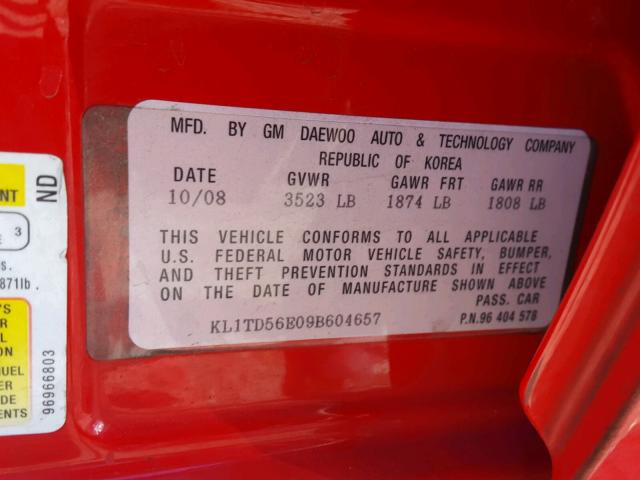 MFD. BY GM DAEWOO AUTO & TECHNOLOGY COMPANY
REPUBLIC OF KOREA
DATE GVWR GAWR FRT GAWR RR
10/08 3523 LB 1874 LB 1808 LB
THIS VEHICLE CONFORMS TO ALL APPLICABLE
U.S. FEDERAL MOTOR VEHICLE SAFETY, BUMPER,
AND THEFT PREVENTION STANDARDS IN EFFECT
ON THE DATE OF MANUFACTURE SHOWN ABOVE
PASS. CAR
KL1TD56E09B604657 P.N.96 404 578
ND
3
871lb.
96966803